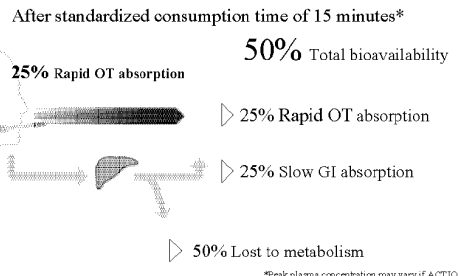 After standardized consumption time of 15 minutes*
50% Total bioavailability
25% Rapid OT absorption
25% Rapid OT absorption
25% Slow GI absorption
50% Lost to metabolism
*Peak plasma concentration may vary if ACTIQ